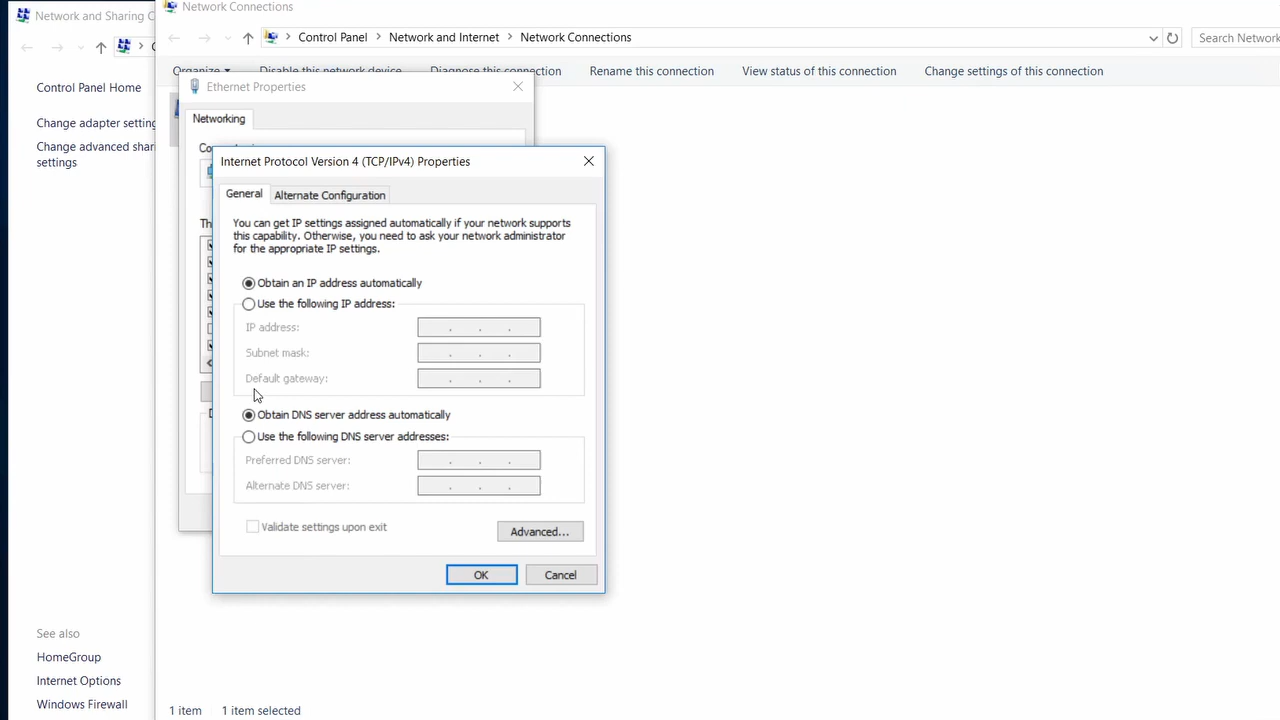 Network and Sharing C
Network Connections
Control Panel > Network and Internet > Network Connections
Search Network
Organize
Disable this network device
Diagnose this connection
Rename this connection
View status of this connection
Change settings of this connection
Control Panel Home
Change adapter setting
Change advanced shari
settings
Ethernet Properties
Networking
Internet Protocol Version 4 (TCP/IPv4) Properties
General
Alternate Configuration
You can get IP settings assigned automatically if your network supports
this capability. Otherwise, you need to ask your network administrator
for the appropriate IP settings.
Obtain an IP address automatically
Use the following IP address:
IP address:
Subnet mask:
Default gateway:
Obtain DNS server address automatically
Use the following DNS server addresses:
Preferred DNS server:
Alternate DNS server:
Validate settings upon exit
Advanced...
OK
Cancel
See also
HomeGroup
Internet Options
Windows Firewall
1 item
1 item selected